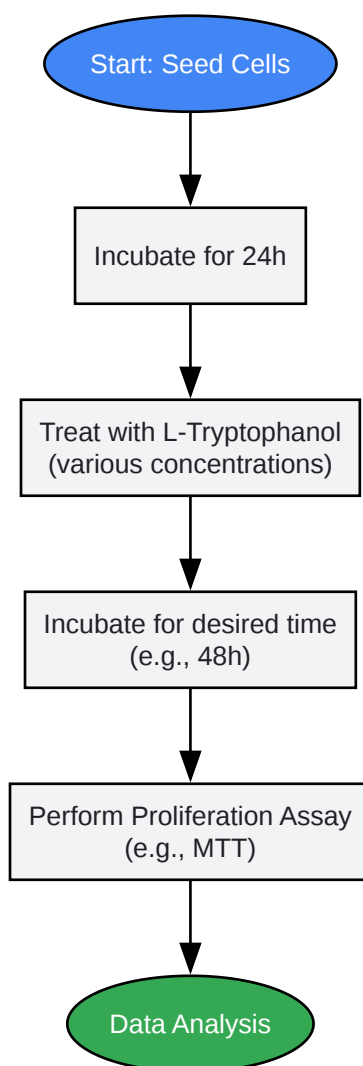 Start: Seed Cells
Incubate for 24h
Treat with L-Tryptophanol
(various concentrations)
Incubate for desired time
(e.g., 48h)
Perform Proliferation Assay
(e.g., MTT)
Data Analysis